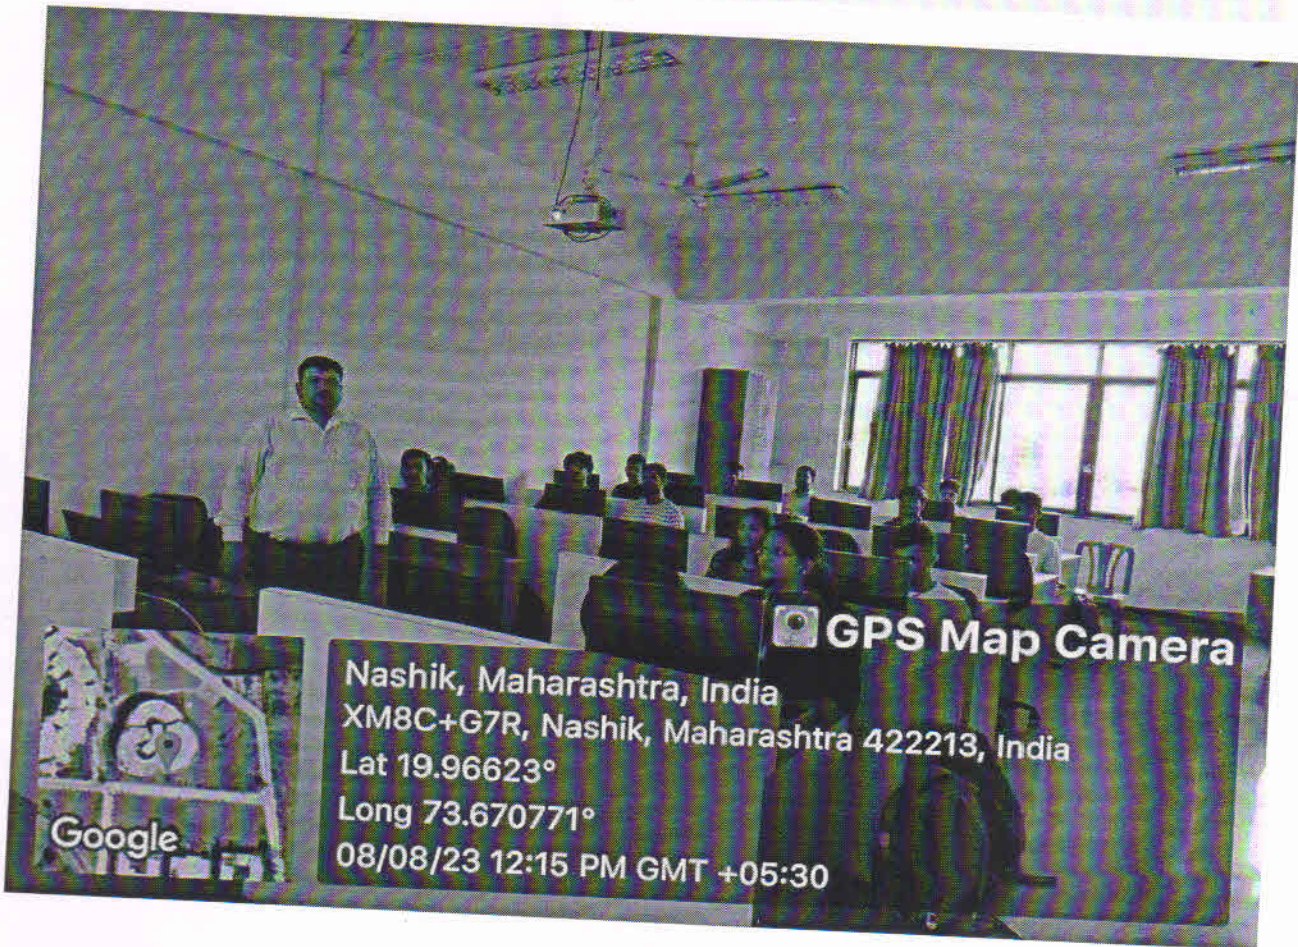 GPS Map Camera
Nashik, Maharashtra, India
XM8C+G7R, Nashik, Maharashtra 422213, India
Lat 19.96623°
Long 73.670771°
08/08/23 12:15 PM GMT +05:30
Google